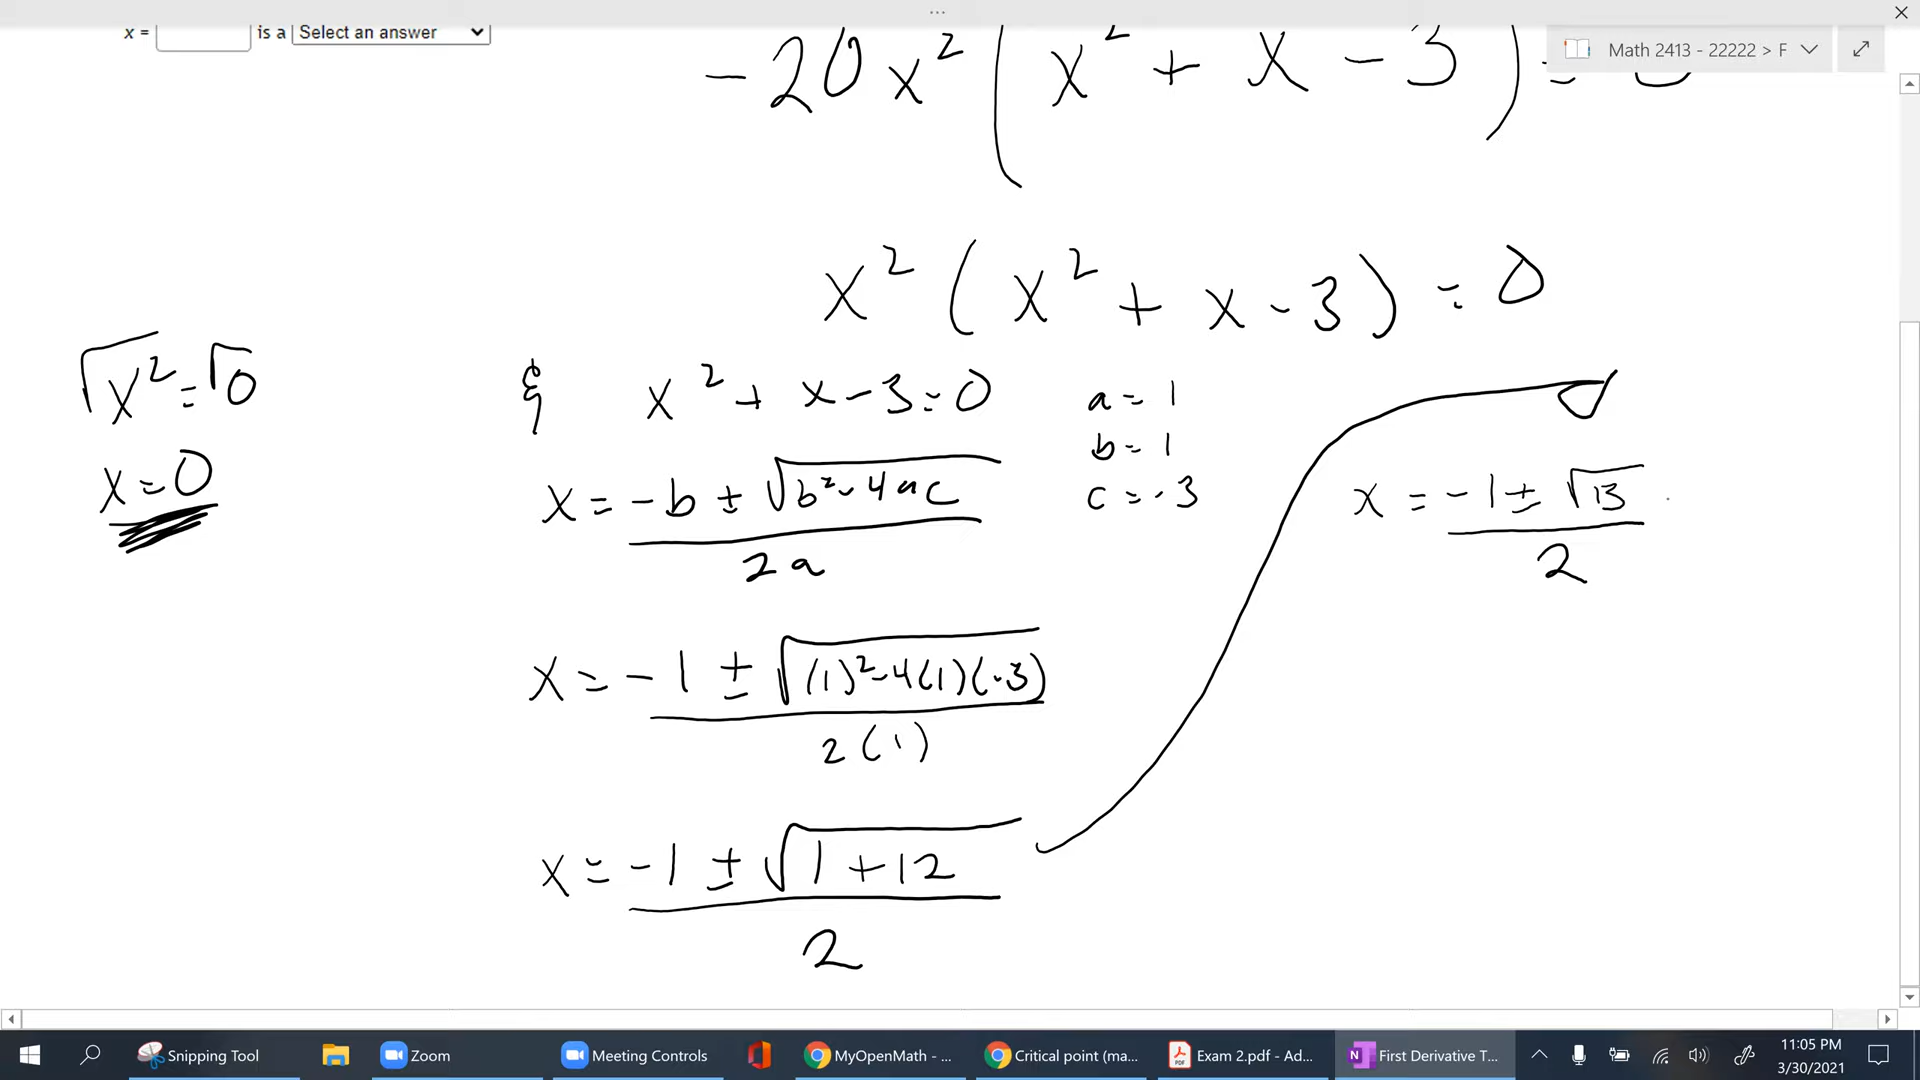 x = is a Select an answer
Math 2413 - 22222 > F
-20x² (x² + x - 3) = 0
x² (x² + x - 3) = 0
√x² = √0
x = 0
& x² + x - 3 = 0
a = 1
b = 1
c = -3
x = -b ± √b² - 4ac
2a
x = -1 ± √13
2
x = -1 ± √(1)² - 4(1)(-3)
2(1)
x = -1 ± √1 + 12
2
Snipping Tool
Zoom
Meeting Controls
MyOpenMath - ...
Critical point (ma...
Exam 2.pdf - Ad...
First Derivative T...
11:05 PM
3/30/2021